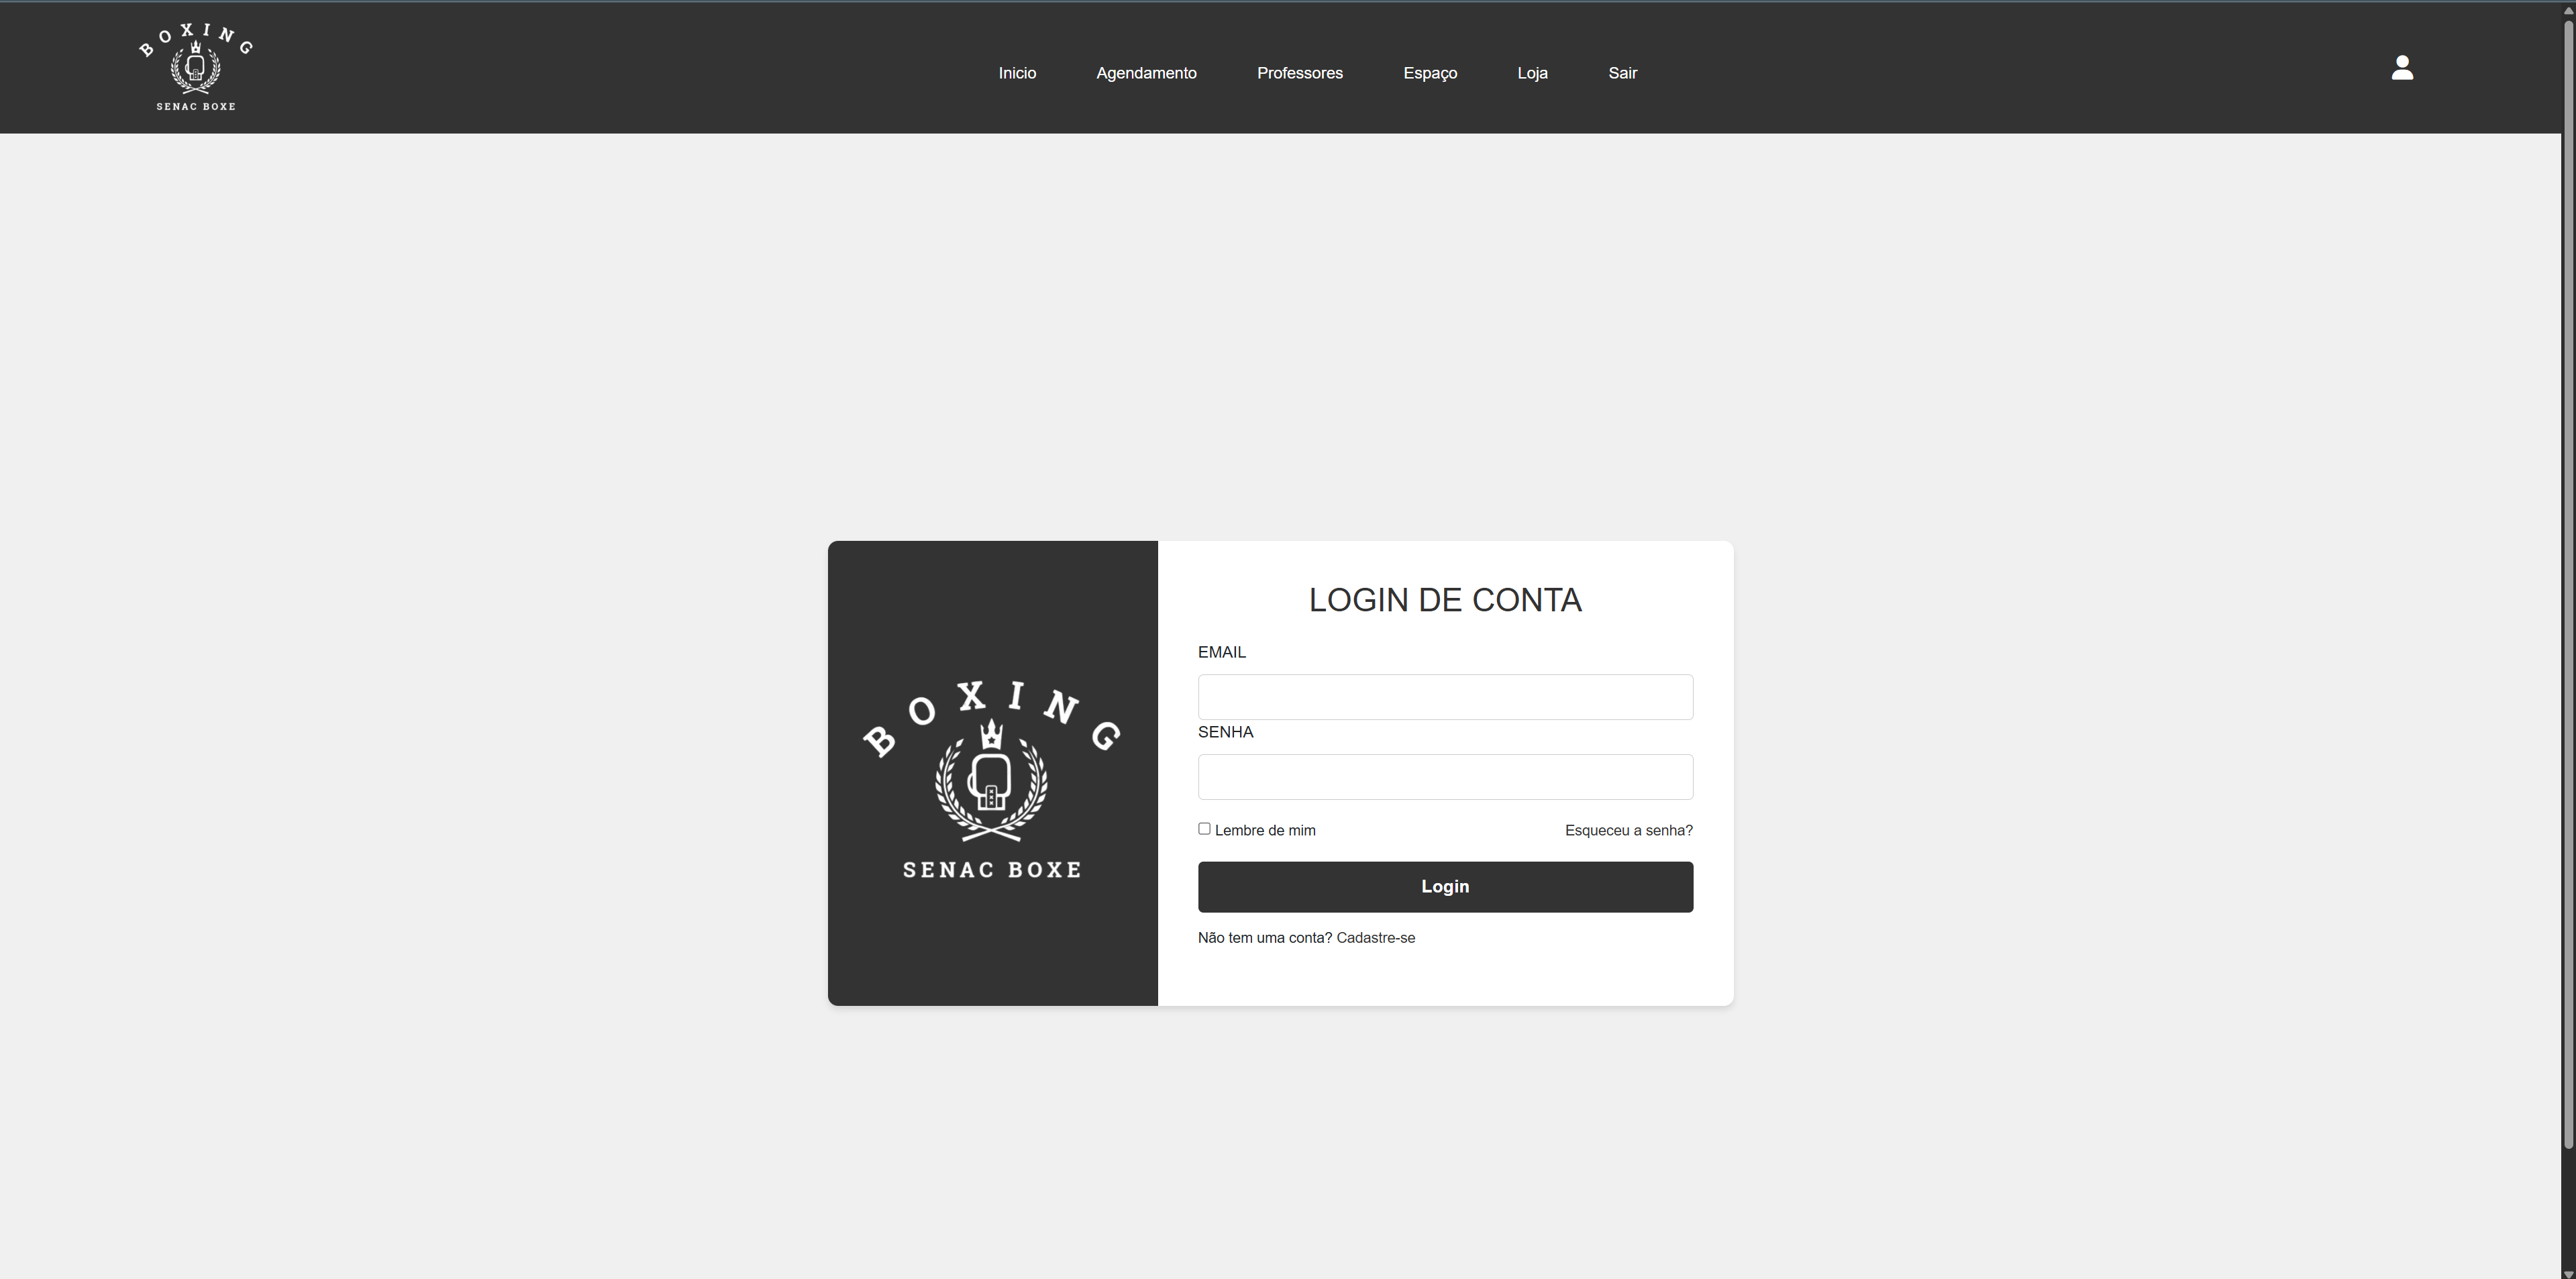 BOXING
SENAC BOXE
Inicio Agendamento Professores Espaço Loja Sair
LOGIN DE CONTA
EMAIL
SENHA
Lembre de mim Esqueceu a senha?
Login
Não tem uma conta? Cadastre-se
BOXING
SENAC BOXE